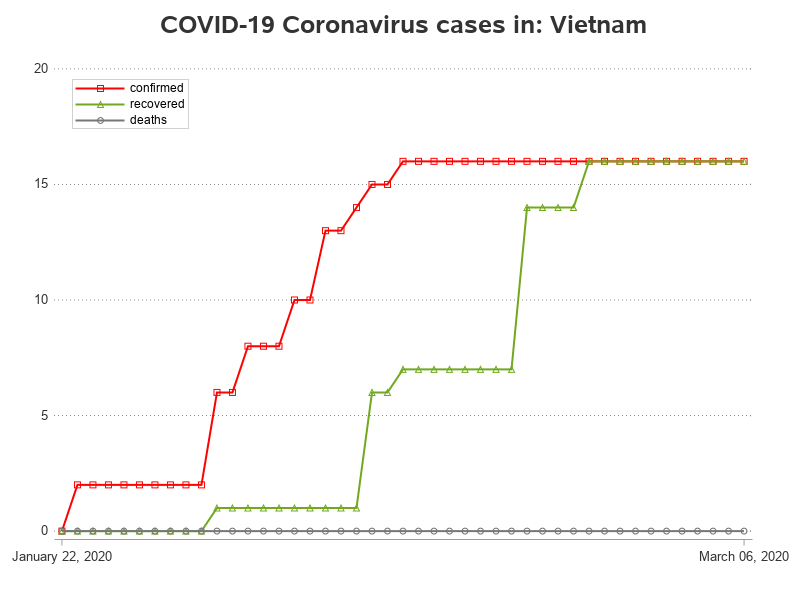 COVID-19 Coronavirus cases in: Vietnam
20
confirmed
recovered
deaths
15
10
5
0
January 22, 2020
March 06, 2020